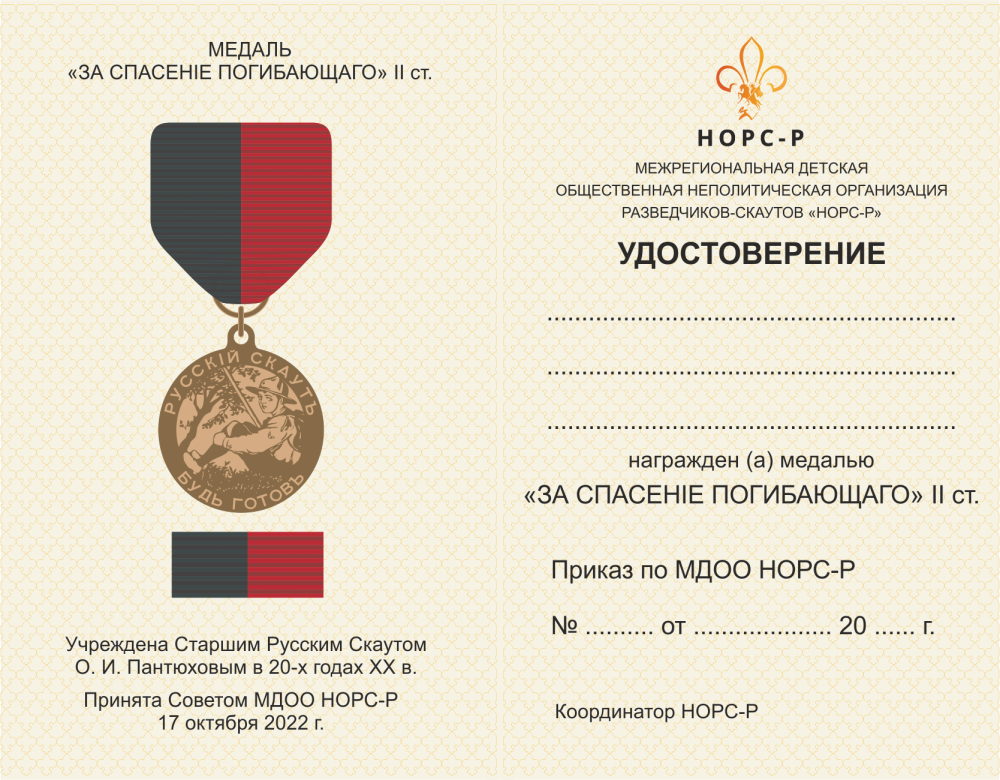 МЕДАЛЬ
«ЗА СПАСЕНІЕ ПОГИБАЮЩАГО» II ст.
РУССКІЙ СКАУТЪ
БУДЬ ГОТОВЪ
Учреждена Старшим Русским Скаутом
О. И. Пантюховым в 20-х годах XX в.
Принята Советом МДОО НОРС-Р
17 октября 2022 г.
НОРС-Р
МЕЖРЕГИОНАЛЬНАЯ ДЕТСКАЯ
ОБЩЕСТВЕННАЯ НЕПОЛИТИЧЕСКАЯ ОРГАНИЗАЦИЯ
РАЗВЕДЧИКОВ-СКАУТОВ «НОРС-Р»
УДОСТОВЕРЕНИЕ
награжден (а) медалью
«ЗА СПАСЕНІЕ ПОГИБАЮЩАГО» II ст.
Приказ по МДОО НОРС-Р
№ .......... от .................... 20 ...... г.
Координатор НОРС-Р